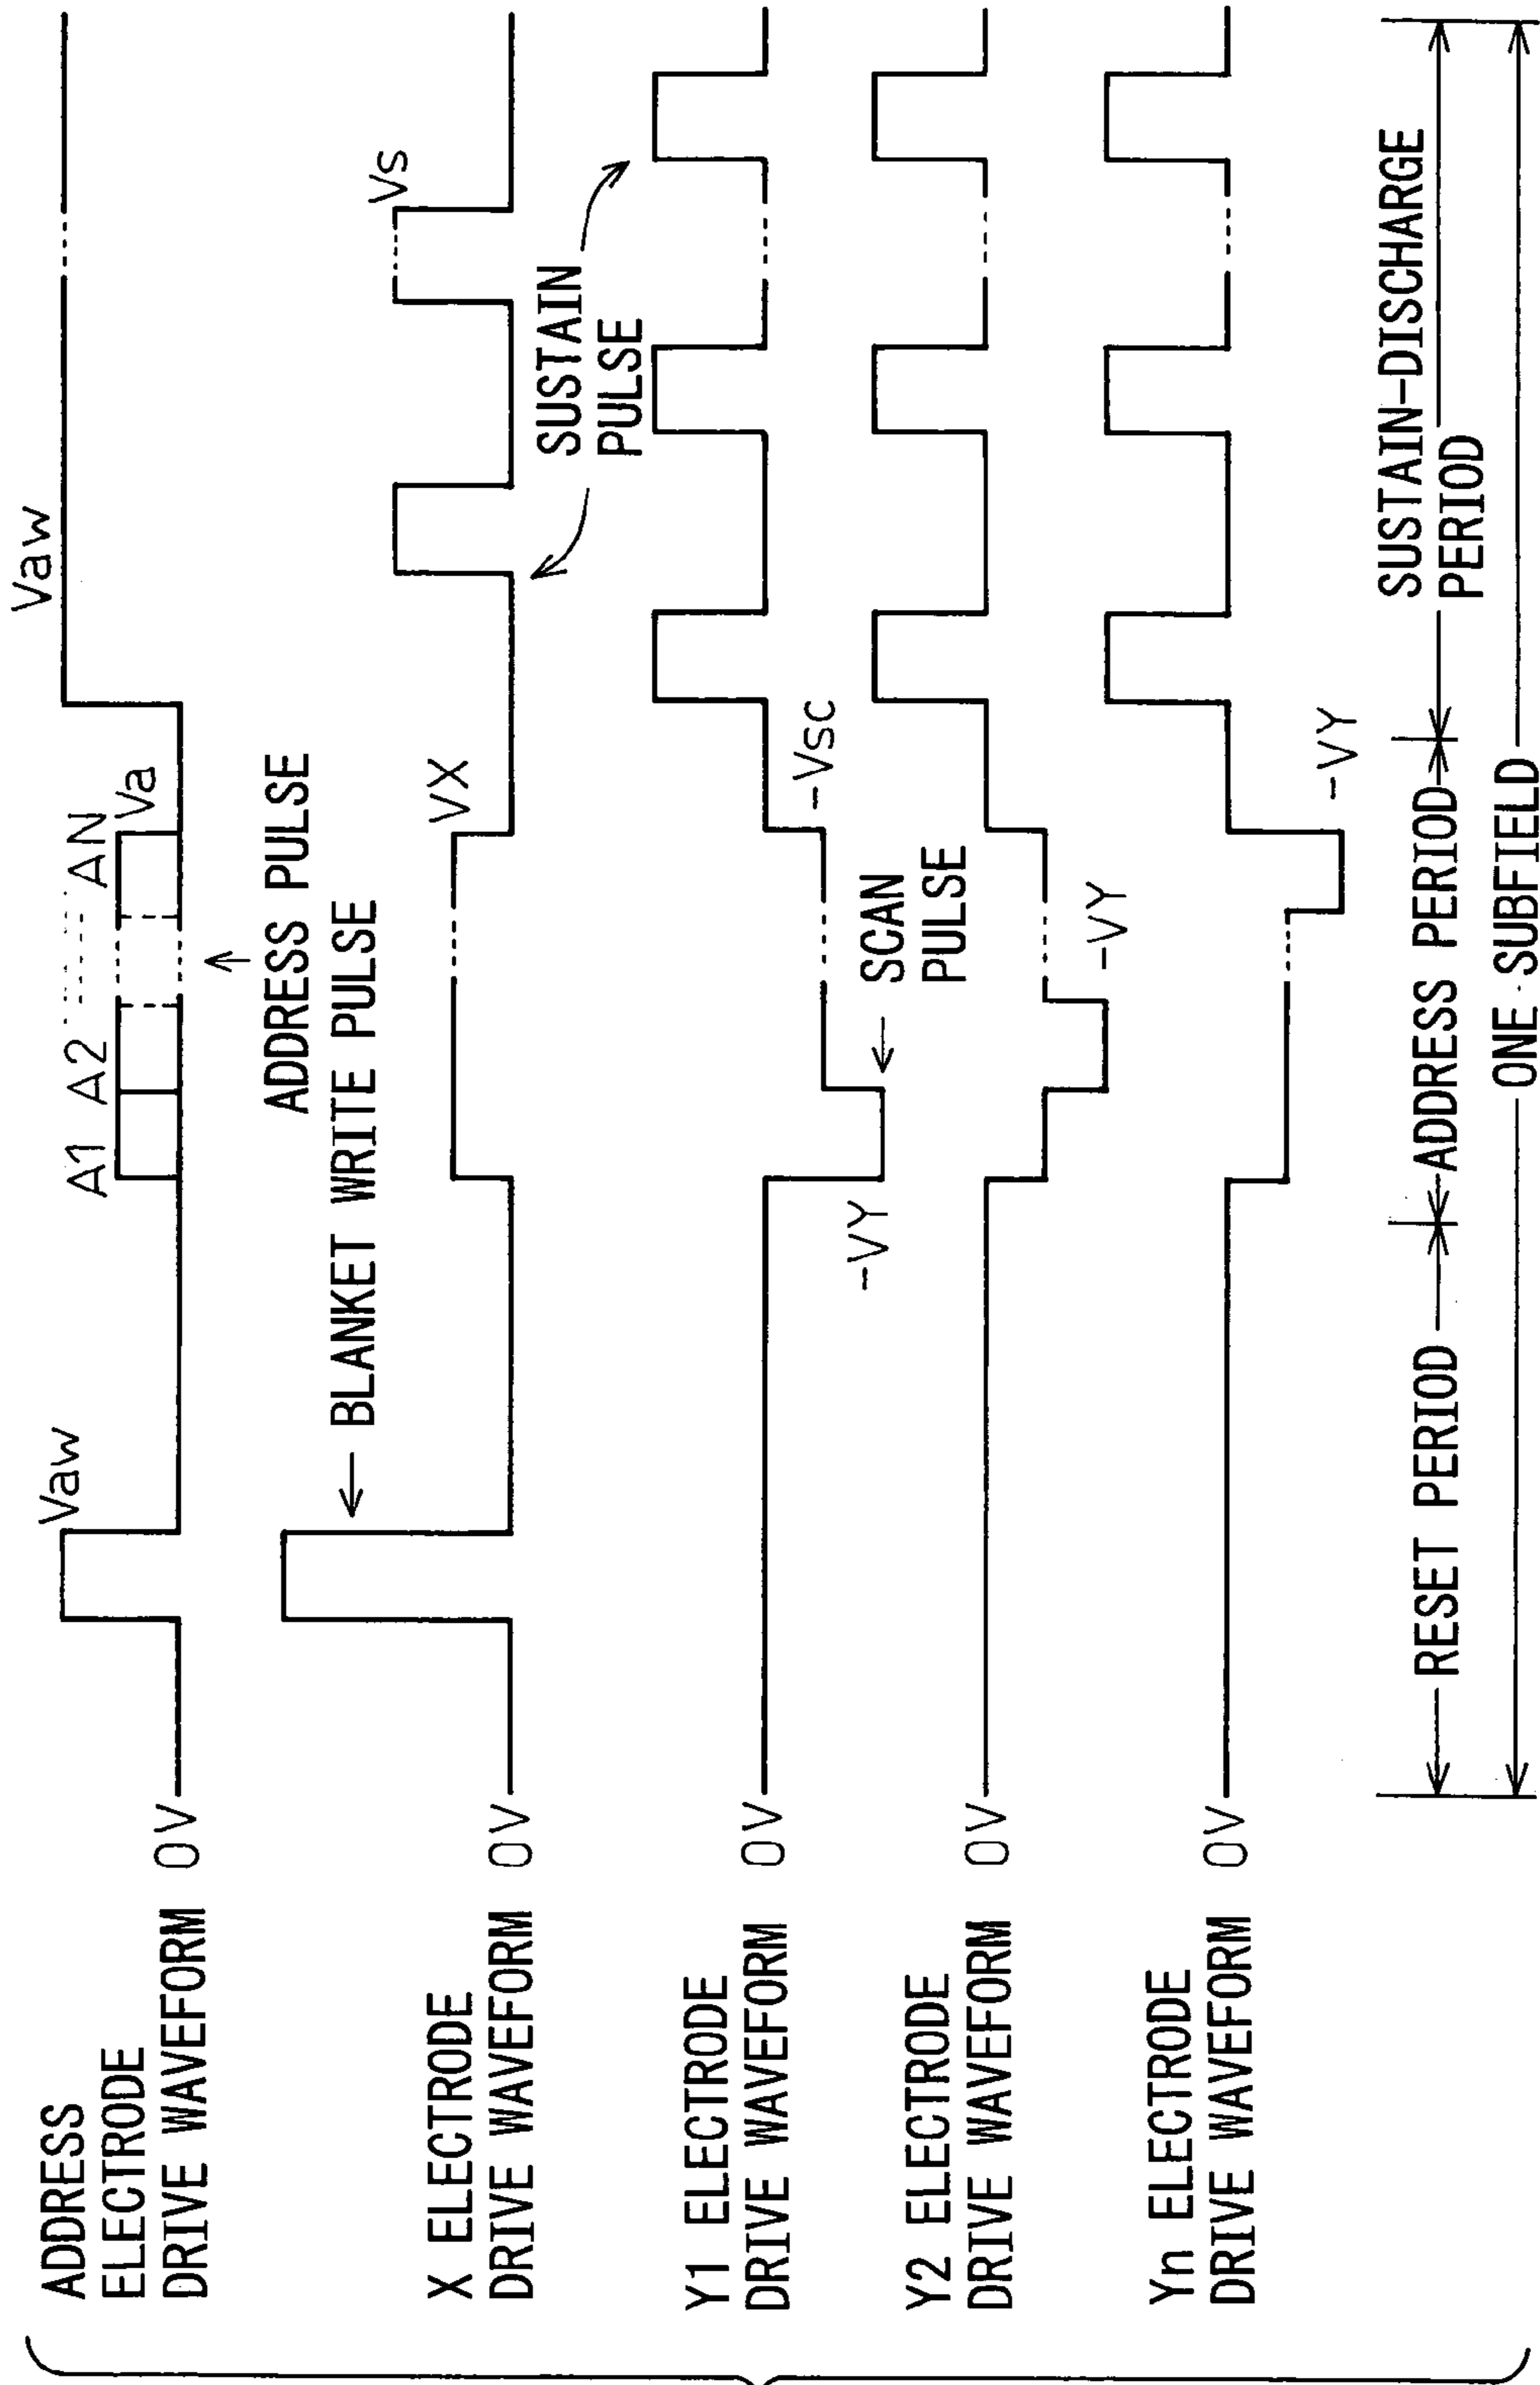 ADDRESS
ELECTRODE
DRIVE WAVEFORM
0V
Vaw
A1 A2 ····· AN
Va
Vaw
ADDRESS PULSE
BLANKET WRITE PULSE
X ELECTRODE
DRIVE WAVEFORM
0V
VX
Vs
SUSTAIN
PULSE
Y1 ELECTRODE
DRIVE WAVEFORM
0V
-VY
-Vsc
SCAN
PULSE
Y2 ELECTRODE
DRIVE WAVEFORM
0V
-VY
Yn ELECTRODE
DRIVE WAVEFORM
0V
-VY
RESET PERIOD
ADDRESS PERIOD
SUSTAIN-DISCHARGE
PERIOD
ONE SUBFIELD